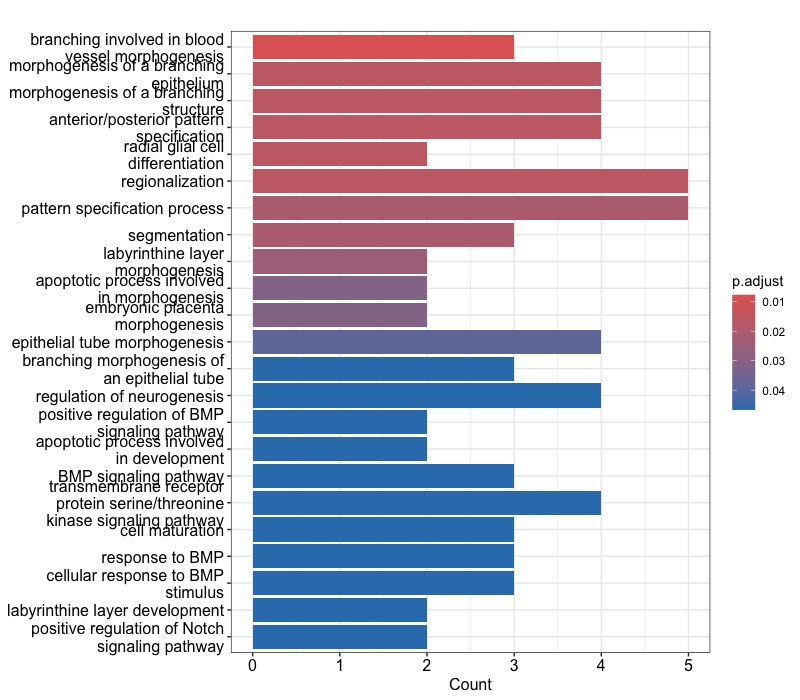 branching involved in blood
vessel morphogenesis
morphogenesis of a branching
epithelium
morphogenesis of a branching
structure
anterior/posterior pattern
specification
radial glial cell
differentiation
regionalization
pattern specification process
segmentation
labyrinthine layer
morphogenesis
apoptotic process involved
in morphogenesis
embryonic placenta
morphogenesis
epithelial tube morphogenesis
branching morphogenesis of
an epithelial tube
regulation of neurogenesis
positive regulation of BMP
signaling pathway
apoptotic process involved
in development
BMP signaling pathway
transmembrane receptor
protein serine/threonine
kinase signaling pathway
cell maturation
response to BMP
cellular response to BMP
stimulus
labyrinthine layer development
positive regulation of Notch
signaling pathway
0 1 2 3 4 5
Count
p.adjust
0.01
0.02
0.03
0.04